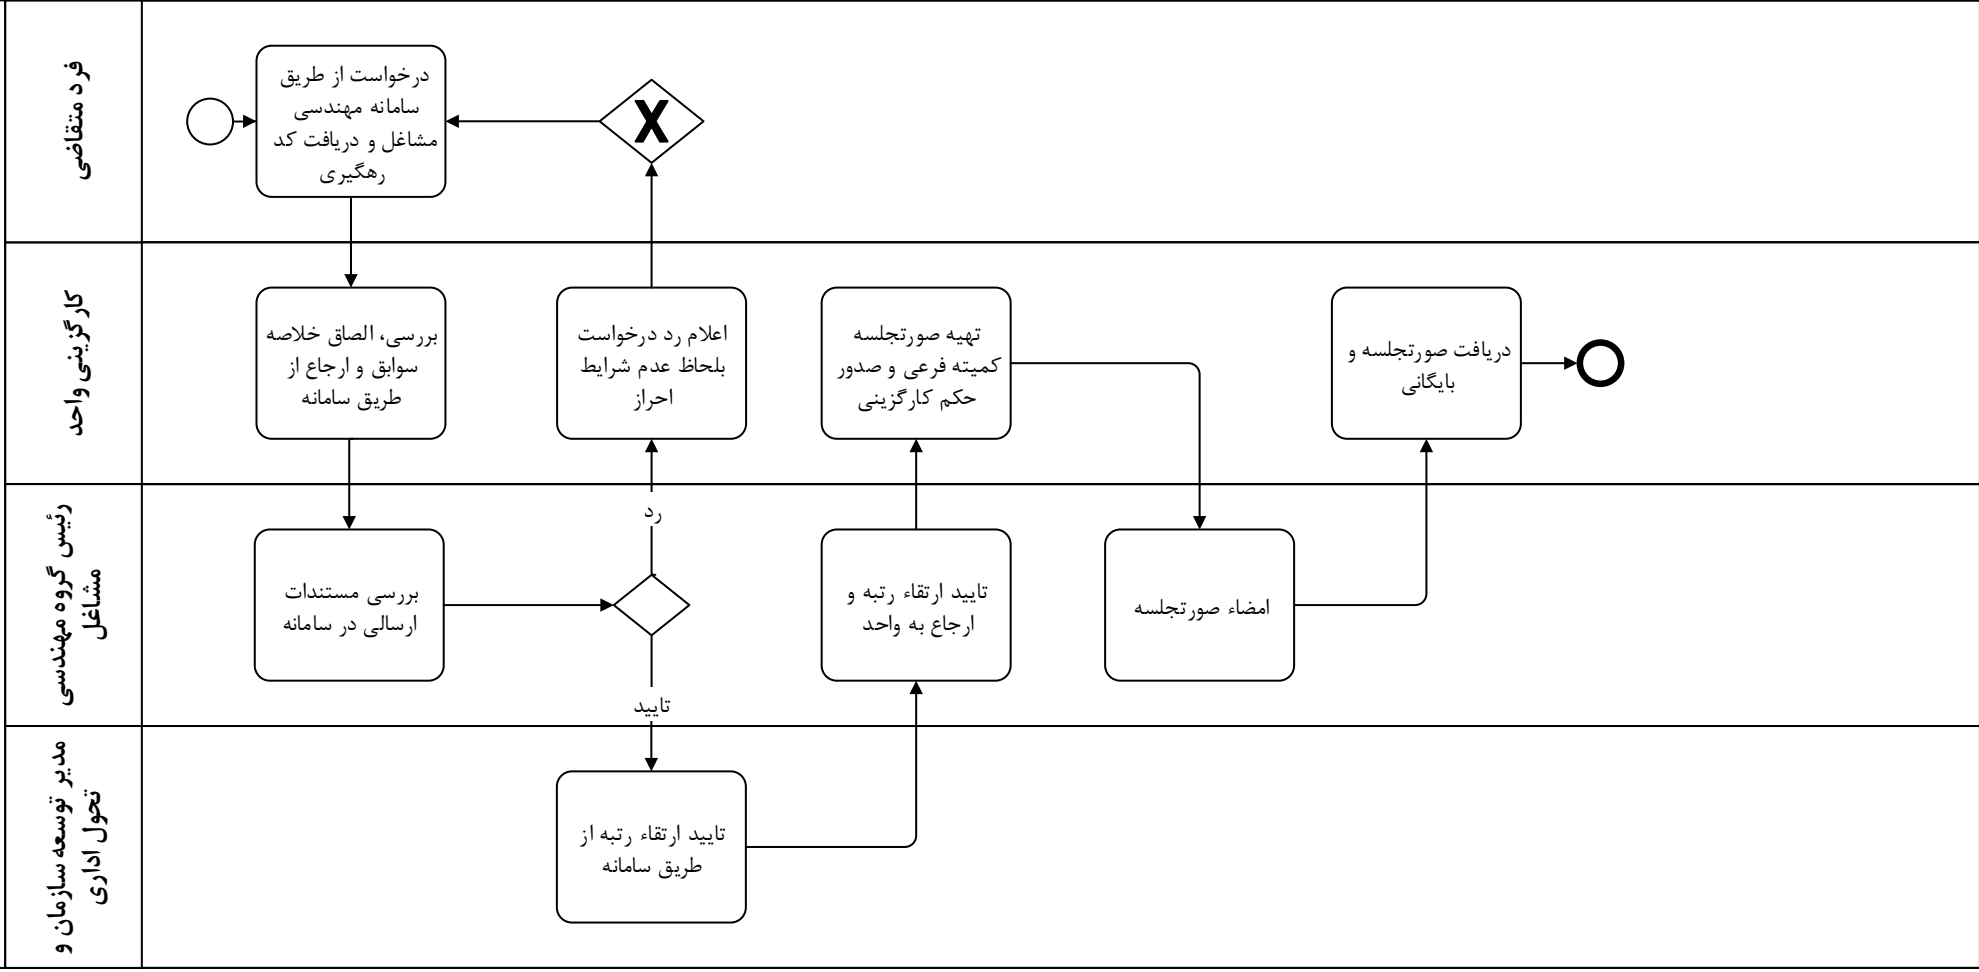 فرد متقاضی
درخواست از طریق
سامانه مهندسی
مشاغل و دریافت کد
رهگیری
X
کارگزینی واحد
بررسی، الصاق خلاصه
سوابق و ارجاع از
طریق سامانه
اعلام رد درخواست
بلحاظ عدم شرایط
احراز
تهیه صورتجلسه
کمیته فرعی و صدور
حکم کارگزینی
دریافت صورتجلسه و
بایگانی
رئیس گروه مهندسی
مشاغل
بررسی مستندات
ارسالی در سامانه
رد
تایید
تایید ارتقاء رتبه و
ارجاع به واحد
امضاء صورتجلسه
مدیر توسعه سازمان و
تحول اداری
تایید ارتقاء رتبه از
طریق سامانه